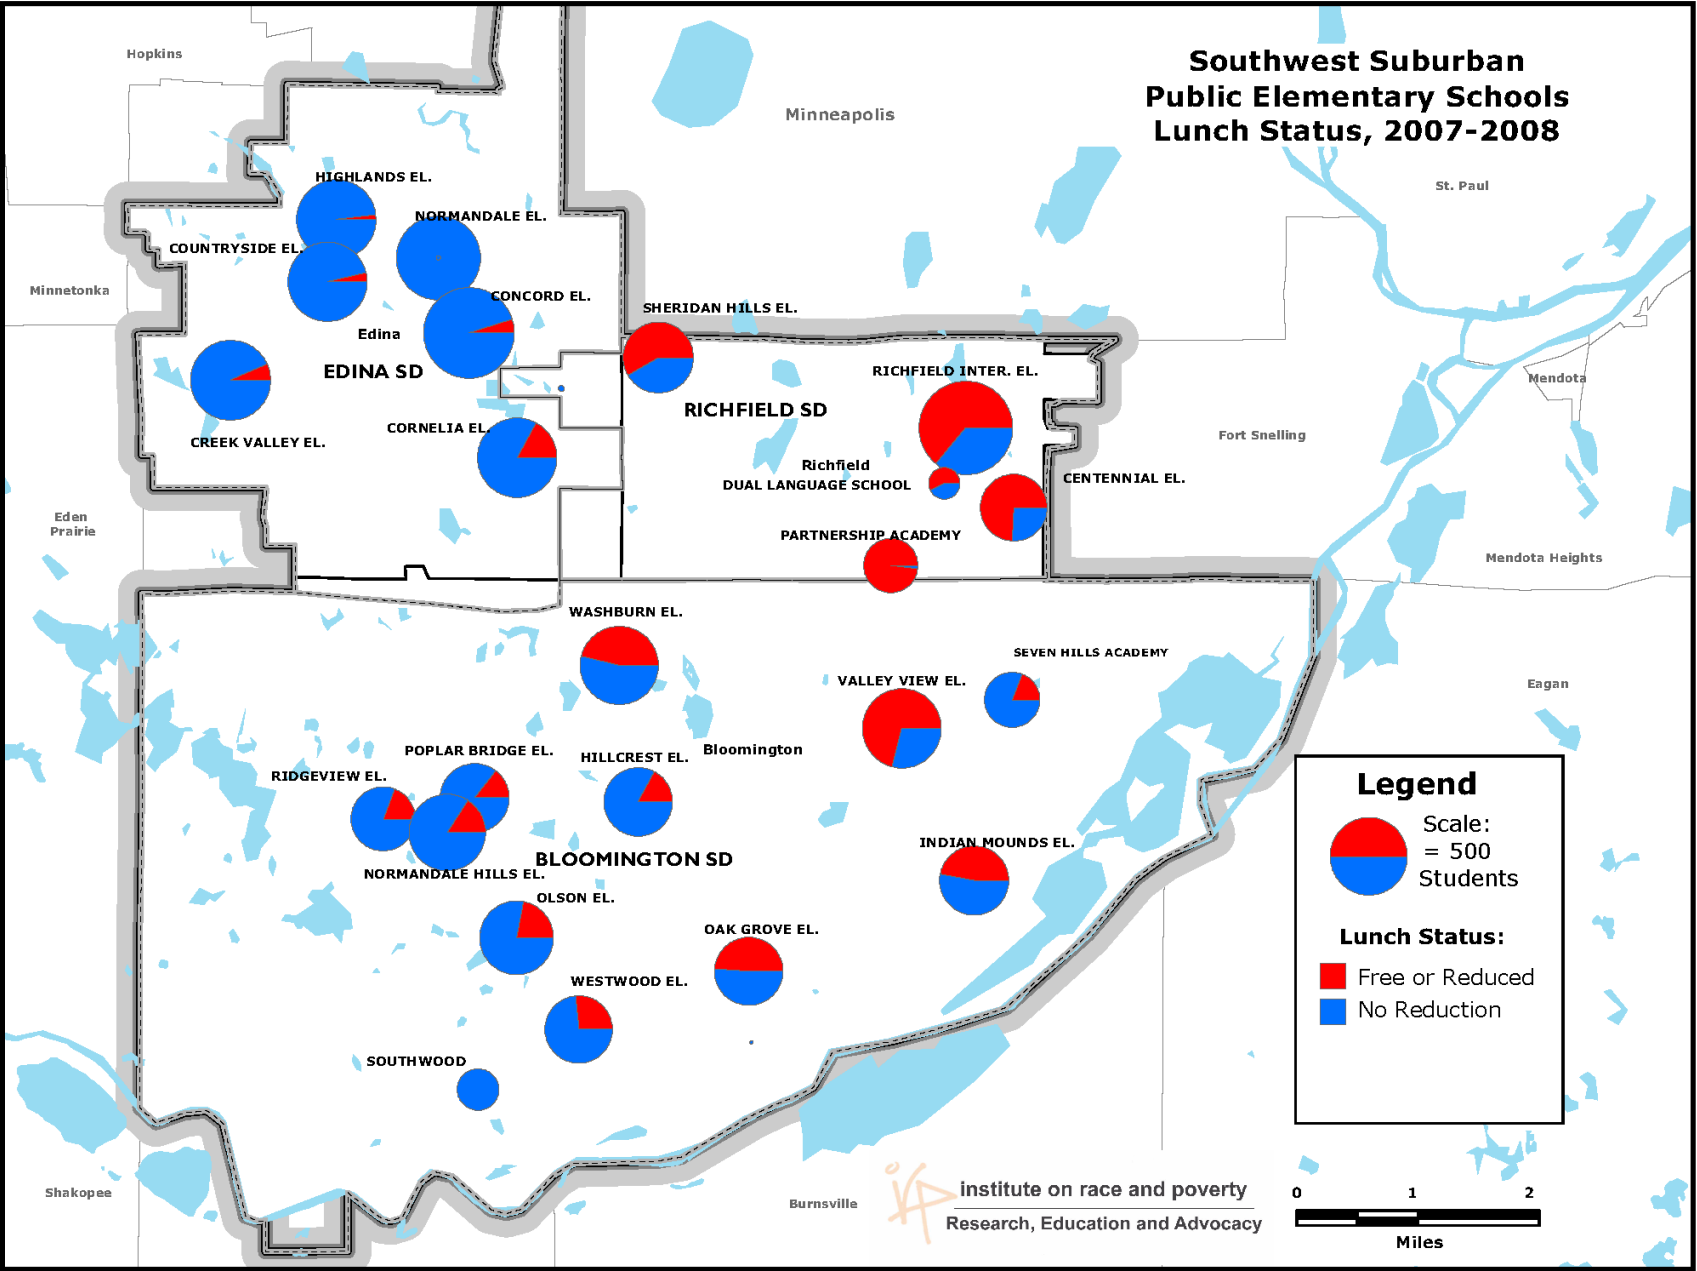 Southwest Suburban
Public Elementary Schools
Lunch Status, 2007-2008
Hopkins
Minneapolis
St. Paul
HIGHLANDS EL.
NORMANDALE EL.
COUNTRYSIDE EL.
Minnetonka
CONCORD EL.
SHERIDAN HILLS EL.
Edina
EDINA SD
RICHFIELD INTER. EL.
Mendota
RICHFIELD SD
CORNELIA EL.
CREEK VALLEY EL.
Fort Snelling
Richfield
DUAL LANGUAGE SCHOOL
CENTENNIAL EL.
Eden
Prairie
PARTNERSHIP ACADEMY
Mendota Heights
WASHBURN EL.
SEVEN HILLS ACADEMY
VALLEY VIEW EL.
Eagan
POPLAR BRIDGE EL.
HILLCREST EL.
Bloomington
RIDGEVIEW EL.
INDIAN MOUNDS EL.
BLOOMINGTON SD
NORMANDALE HILLS EL.
OLSON EL.
OAK GROVE EL.
WESTWOOD EL.
SOUTHWOOD
Legend
Scale:
= 500
Students
Lunch Status:
Free or Reduced
No Reduction
Shakopee
Burnsville
irp
institute on race and poverty
Research, Education and Advocacy
0 1 2
Miles